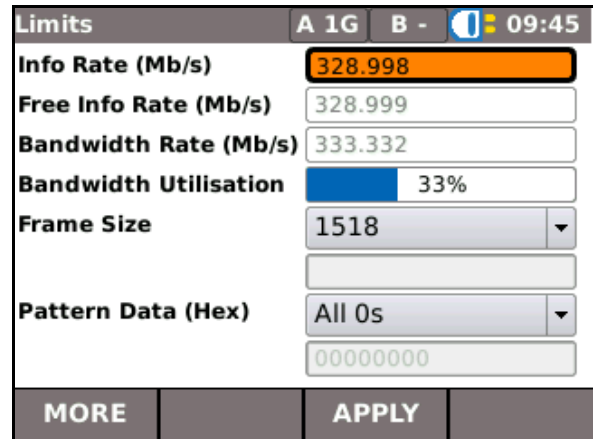 Limits A 1G B - 09:45
Info Rate (Mb/s) 328.998
Free Info Rate (Mb/s) 328.999
Bandwidth Rate (Mb/s) 333.332
Bandwidth Utilisation 33%
Frame Size 1518
Pattern Data (Hex) All 0s
00000000
MORE APPLY